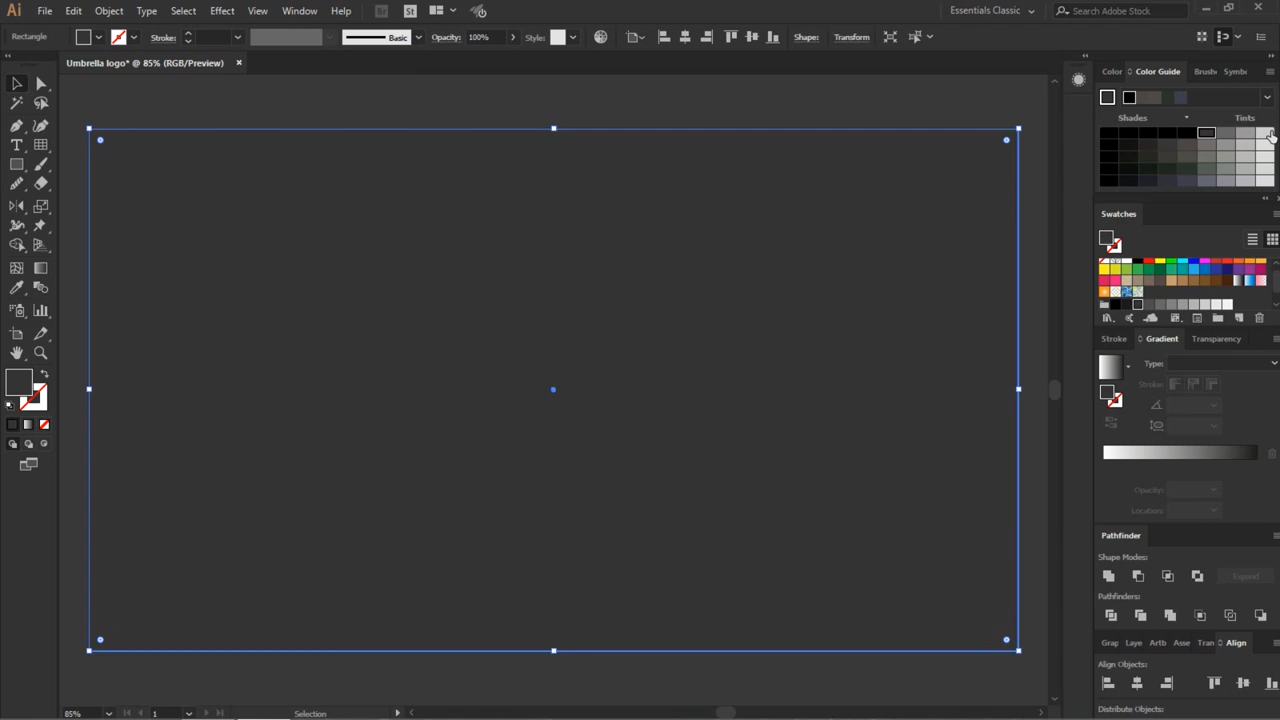 Ai File Edit Object Type Select Effect View Window Help Br St Essentials Classic Search Adobe Stock
Rectangle Stroke: Basic Opacity: 100% Style: Shape: Transform
Umbrella logo* @ 85% (RGB/Preview)
Color Color Guide Brush Symbo
Shades Tints
Swatches
Stroke Gradient Transparency
Type:
Stroke:
Opacity:
Location:
Pathfinder
Shape Modes:
Expand
Pathfinders:
Grap Laye Artb Asse Tran Align
Align Objects:
Distribute Objects:
85% 1 Selection